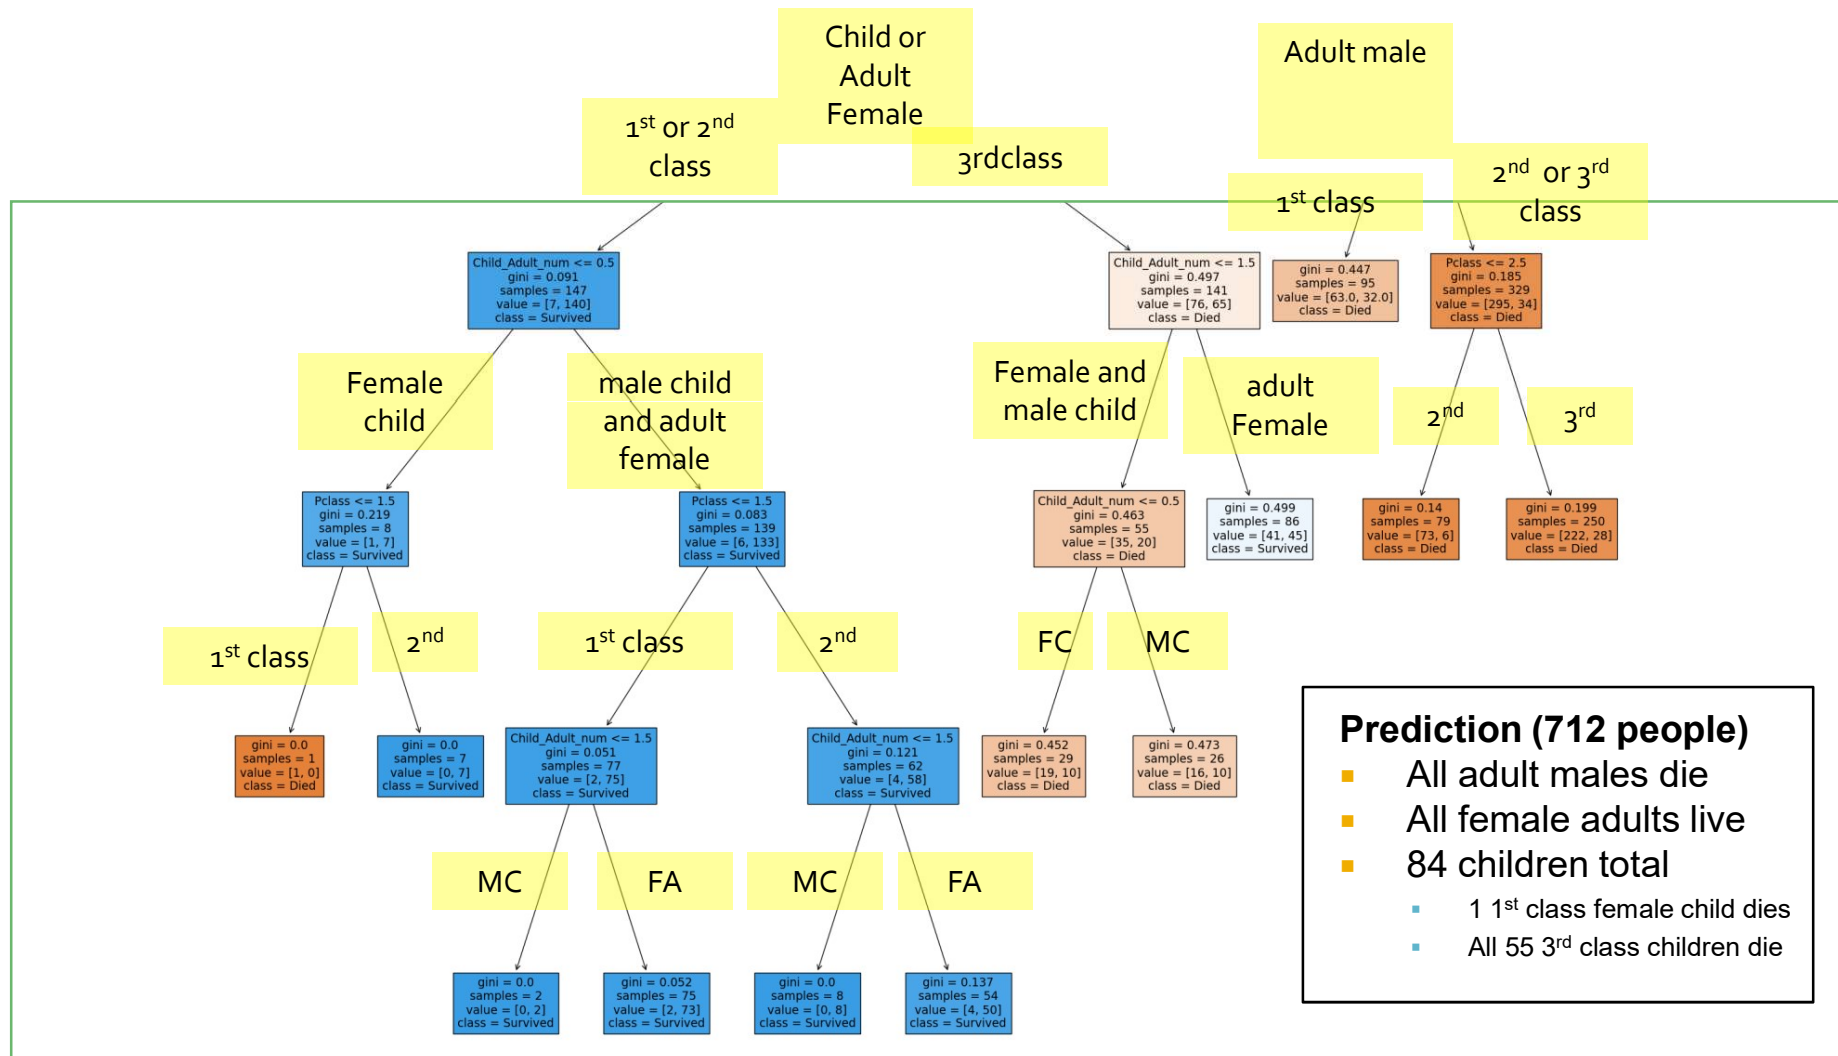 Child or
Adult
Female
Adult male
1st or 2nd
class
3rdclass
1st class
2nd or 3rd
class
Child_Adult_num <= 0.5
gini = 0.091
samples = 147
value = [7, 140]
class = Survived
Child_Adult_num <= 1.5
gini = 0.497
samples = 141
value = [76, 65]
class = Died
gini = 0.447
samples = 95
value = [63.0, 32.0]
class = Died
Pclass <= 2.5
gini = 0.185
samples = 329
value = [295, 34]
class = Died
Female
child
male child
and adult
female
Female and
male child
adult
Female
2nd
3rd
Pclass <= 1.5
gini = 0.219
samples = 8
value = [1, 7]
class = Survived
Pclass <= 1.5
gini = 0.083
samples = 139
value = [6, 133]
class = Survived
Child_Adult_num <= 0.5
gini = 0.463
samples = 55
value = [35, 20]
class = Died
gini = 0.499
samples = 86
value = [41, 45]
class = Survived
gini = 0.14
samples = 79
value = [73, 6]
class = Died
gini = 0.199
samples = 250
value = [222, 28]
class = Died
1st class
2nd
1st class
2nd
FC
MC
gini = 0.0
samples = 1
value = [1, 0]
class = Died
gini = 0.0
samples = 7
value = [0, 7]
class = Survived
Child_Adult_num <= 1.5
gini = 0.051
samples = 77
value = [2, 75]
class = Survived
Child_Adult_num <= 1.5
gini = 0.121
samples = 62
value = [4, 58]
class = Survived
gini = 0.452
samples = 29
value = [19, 10]
class = Died
gini = 0.473
samples = 26
value = [16, 10]
class = Died
MC
FA
MC
FA
gini = 0.0
samples = 2
value = [0, 2]
class = Survived
gini = 0.052
samples = 75
value = [2, 73]
class = Survived
gini = 0.0
samples = 8
value = [0, 8]
class = Survived
gini = 0.137
samples = 54
value = [4, 50]
class = Survived
Prediction (712 people)
All adult males die
All female adults live
84 children total
1 1st class female child dies
All 55 3rd class children die